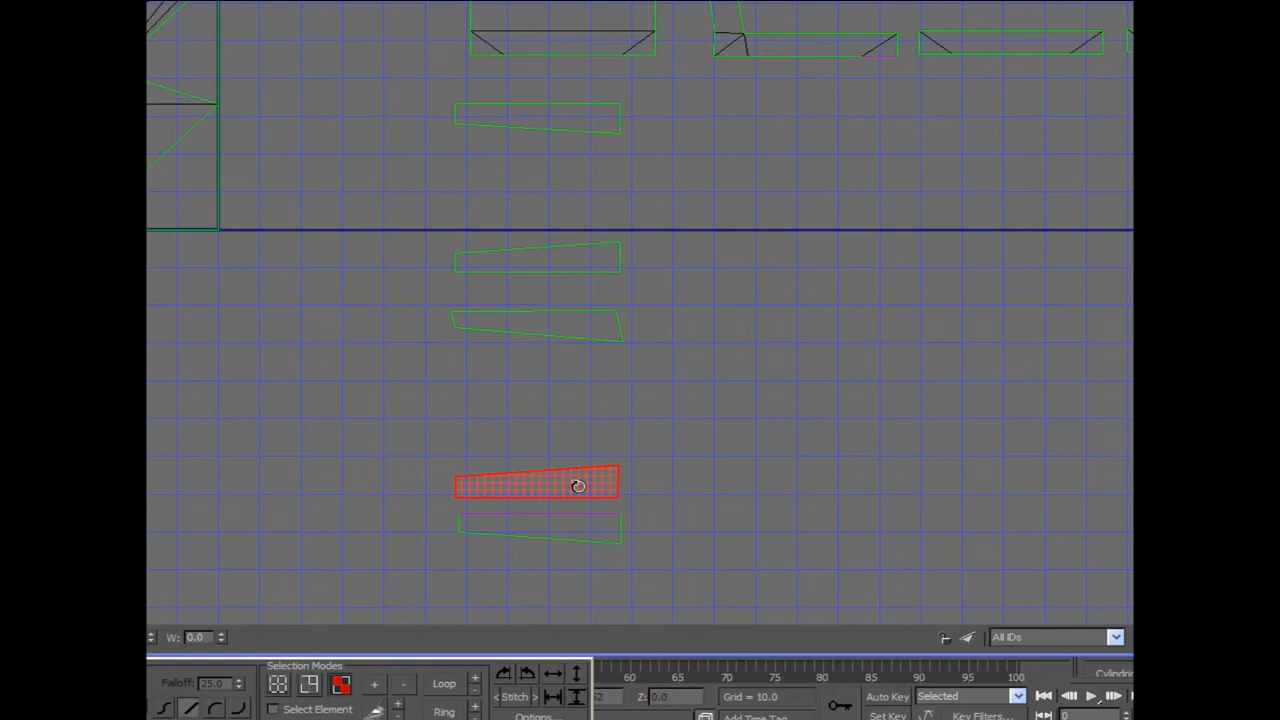 W: 0.0
All IDs
Selection Modes
60 65 70 75 80 85 90 95 100
Falloff: 25.0
+ - Loop
Select Element
Ring
Stitch
Options...
Z: 0.0
Grid = 10.0
Add Time Tag
Auto Key
Selected
Set Key
Key Filters...
0